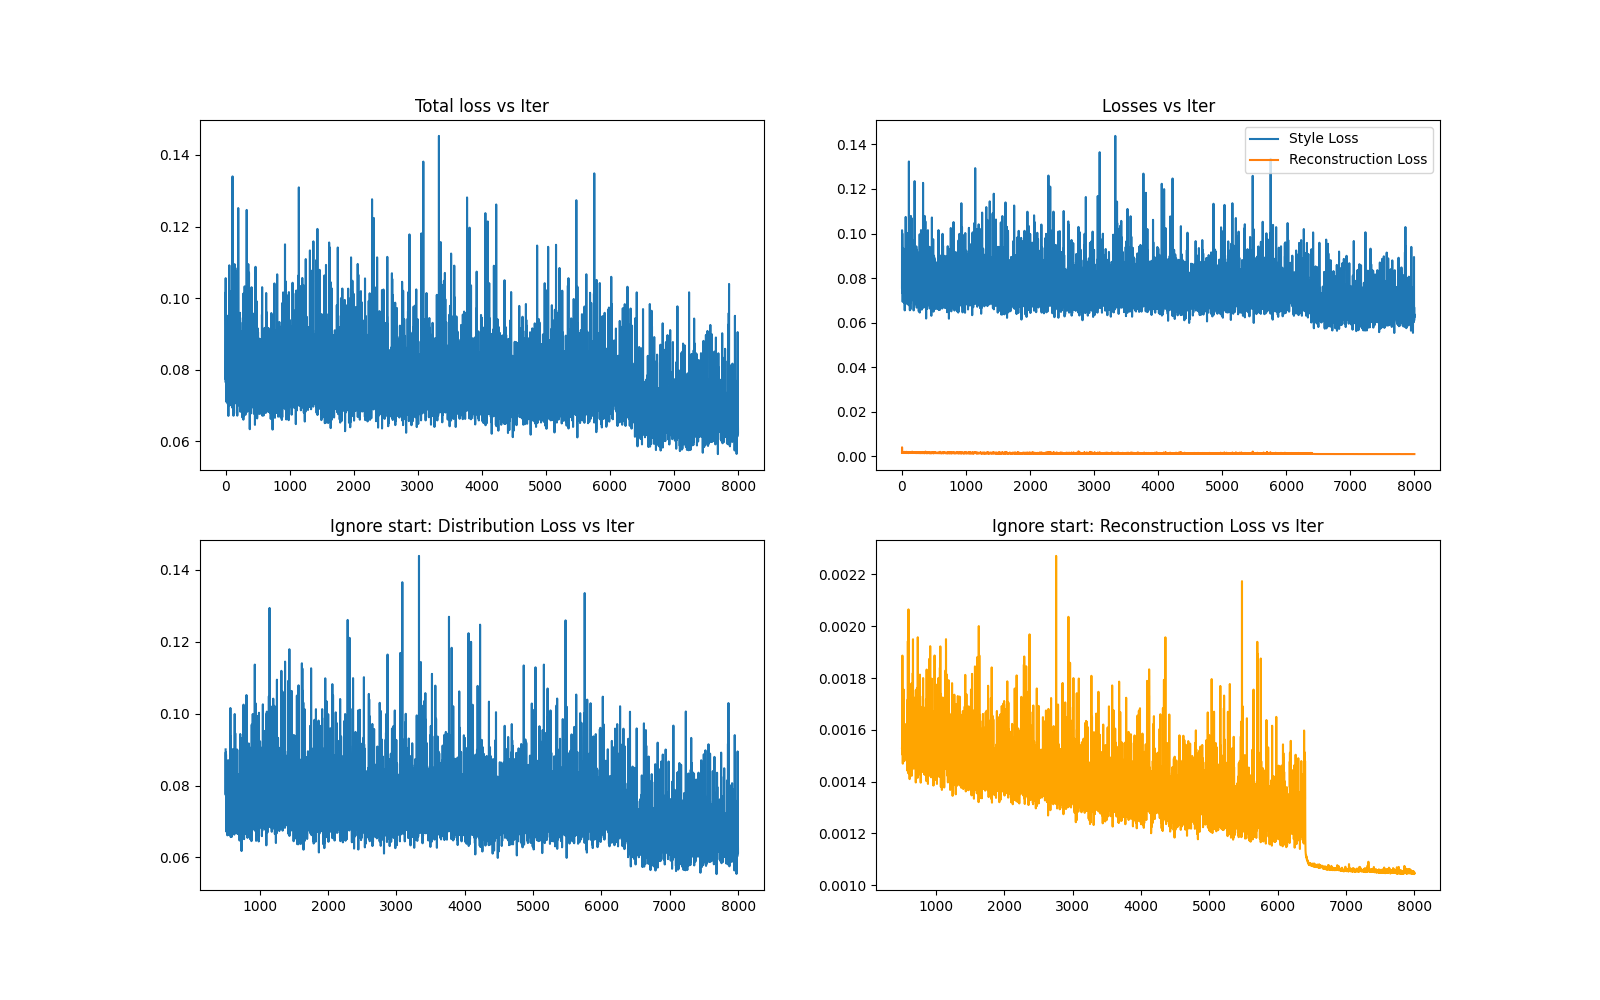 Total loss vs Iter
0.14
0.12
0.10
0.08
0.06
0 1000 2000 3000 4000 5000 6000 7000 8000
Losses vs Iter
Style Loss
Reconstruction Loss
0.14
0.12
0.10
0.08
0.06
0.04
0.02
0.00
0 1000 2000 3000 4000 5000 6000 7000 8000
Ignore start: Distribution Loss vs Iter
0.14
0.12
0.10
0.08
0.06
1000 2000 3000 4000 5000 6000 7000 8000
Ignore start: Reconstruction Loss vs Iter
0.0022
0.0020
0.0018
0.0016
0.0014
0.0012
0.0010
1000 2000 3000 4000 5000 6000 7000 8000